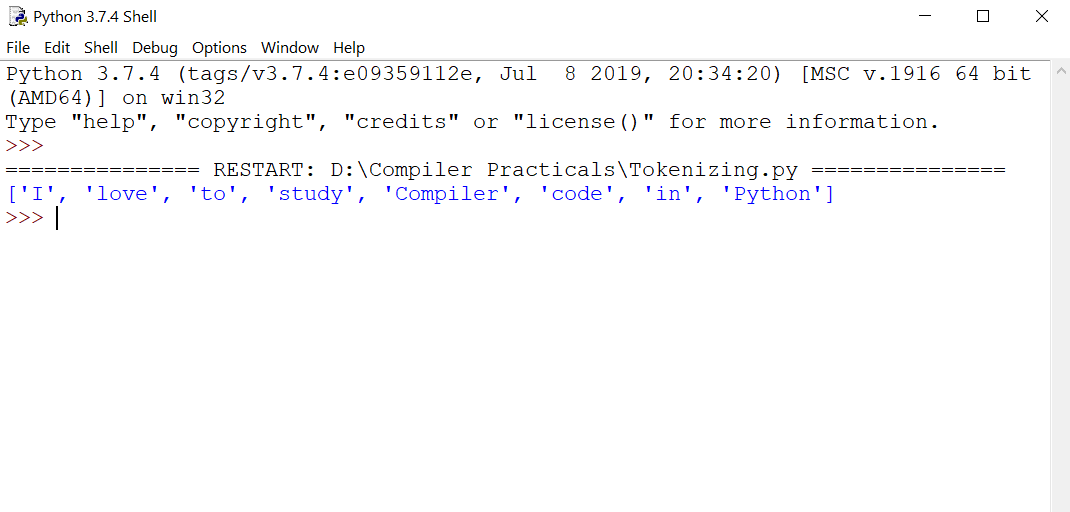 Python 3.7.4 Shell
File Edit Shell Debug Options Window Help
Python 3.7.4 (tags/v3.7.4:e09359112e, Jul  8 2019, 20:34:20) [MSC v.1916 64 bit
(AMD64)] on win32
Type "help", "copyright", "credits" or "license()" for more information.
>>>
=============== RESTART: D:\Compiler Practicals\Tokenizing.py ===============
['I', 'love', 'to', 'study', 'Compiler', 'code', 'in', 'Python']
>>>